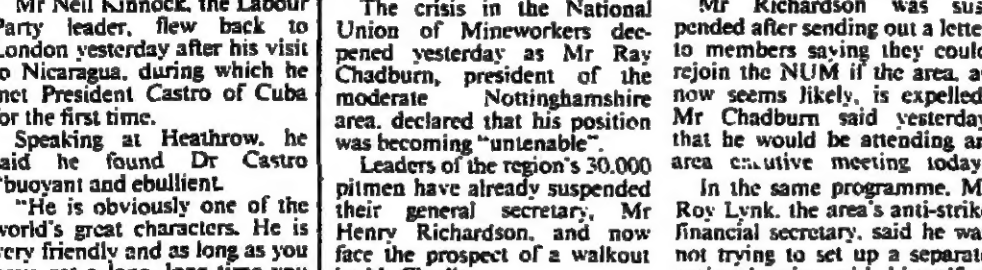 Mr Neil Kinnock, the Labour
Party leader, flew back to
London yesterday after his visit
to Nicaragua, during which he
met President Castro of Cuba
for the first time.
Speaking at Heathrow, he
said he found Dr Castro
"buoyant and ebullient.
"He is obviously one of the
world's great characters. He is
very friendly and as long as you
long, long time you
The crisis in the National
Union of Mineworkers dee-
pened yesterday as Mr Ray
Chadburn, president of the
moderate Nottinghamshire
area, declared that his position
was becoming "untenable".
Leaders of the region's 30,000
pitmen have already suspended
their general secretary, Mr
Henry Richardson, and now
face the prospect of a walkout
Mr Richardson was sus
pended after sending out a lette
to members saying they could
rejoin the NUM if the area, a
now seems likely, is expelled
Mr Chadburn said yesterday
that he would be attending an
area executive meeting today
In the same programme, M
Roy Lynk, the area's anti-strik
financial secretary, said he wa
not trying to set up a separat